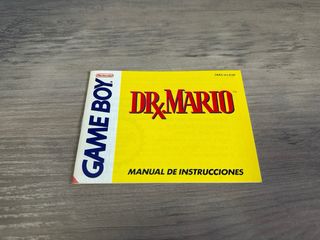 Nintendo
GAME BOY
DR. MARIO
MANUAL DE INSTRUCCIONES